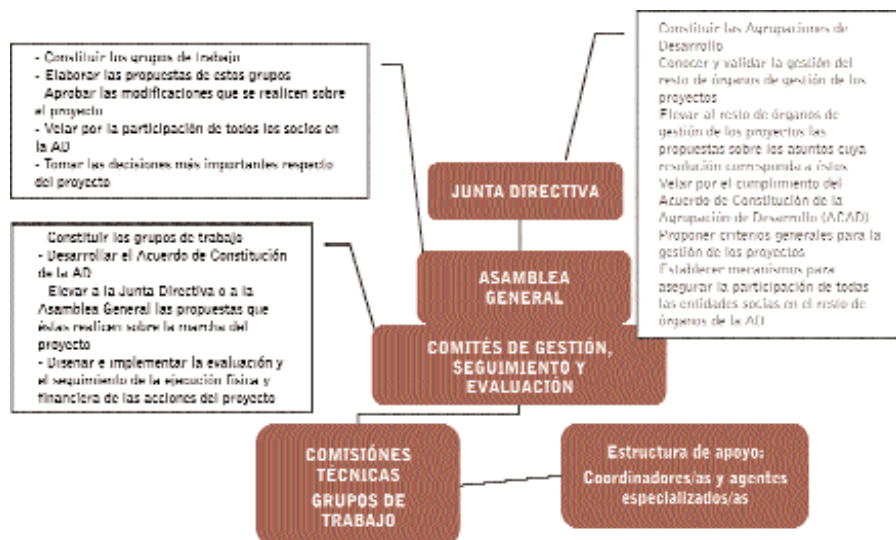 - Constituir los grupos de trabajo
- Elaborar las propuestas de estos grupos
Aprobar las modificaciones que se realicen sobre
el proyecto
- Velar por la participación de todos los socios en
la AD
- Tomar las decisiones más importantes respecto
del proyecto
Constituir las Agrupaciones de
Desarrollo
Conocer y validar la gestión del
resto de órganos de gestión de los
proyectos
Elevar al resto de órganos de
gestión de los proyectos las
propuestas sobre los asuntos cuya
resolución corresponda a éstos
Velar por el cumplimiento del
Acuerdo de Constitución de la
Agrupación de Desarrollo (ACAD)
Proponer criterios generales para la
gestión de los proyectos
Establecer mecanismos para
asegurar la participación de todas
las entidades socias en el resto de
órganos de la AD
JUNTA DIRECTIVA
ASAMBLEA
GENERAL
Constituir los grupos de trabajo
- Desarrollar el Acuerdo de Constitución
de la AD
Elevar a la Junta Directiva o a la
Asamblea General las propuestas que
éstas realicen sobre la marcha del
proyecto
- Disenar e implementar la evaluación y
el seguimiento de la ejecución física y
financiera de las acciones del proyecto
COMITÉS DE GESTIÓN,
SEGUIMIENTO Y
EVALUACIÓN
COMISIÓNES
TÉCNICAS
GRUPOS DE
TRABAJO
Estructura de apoyo:
Coordinadores/as y agentes
especializados/as